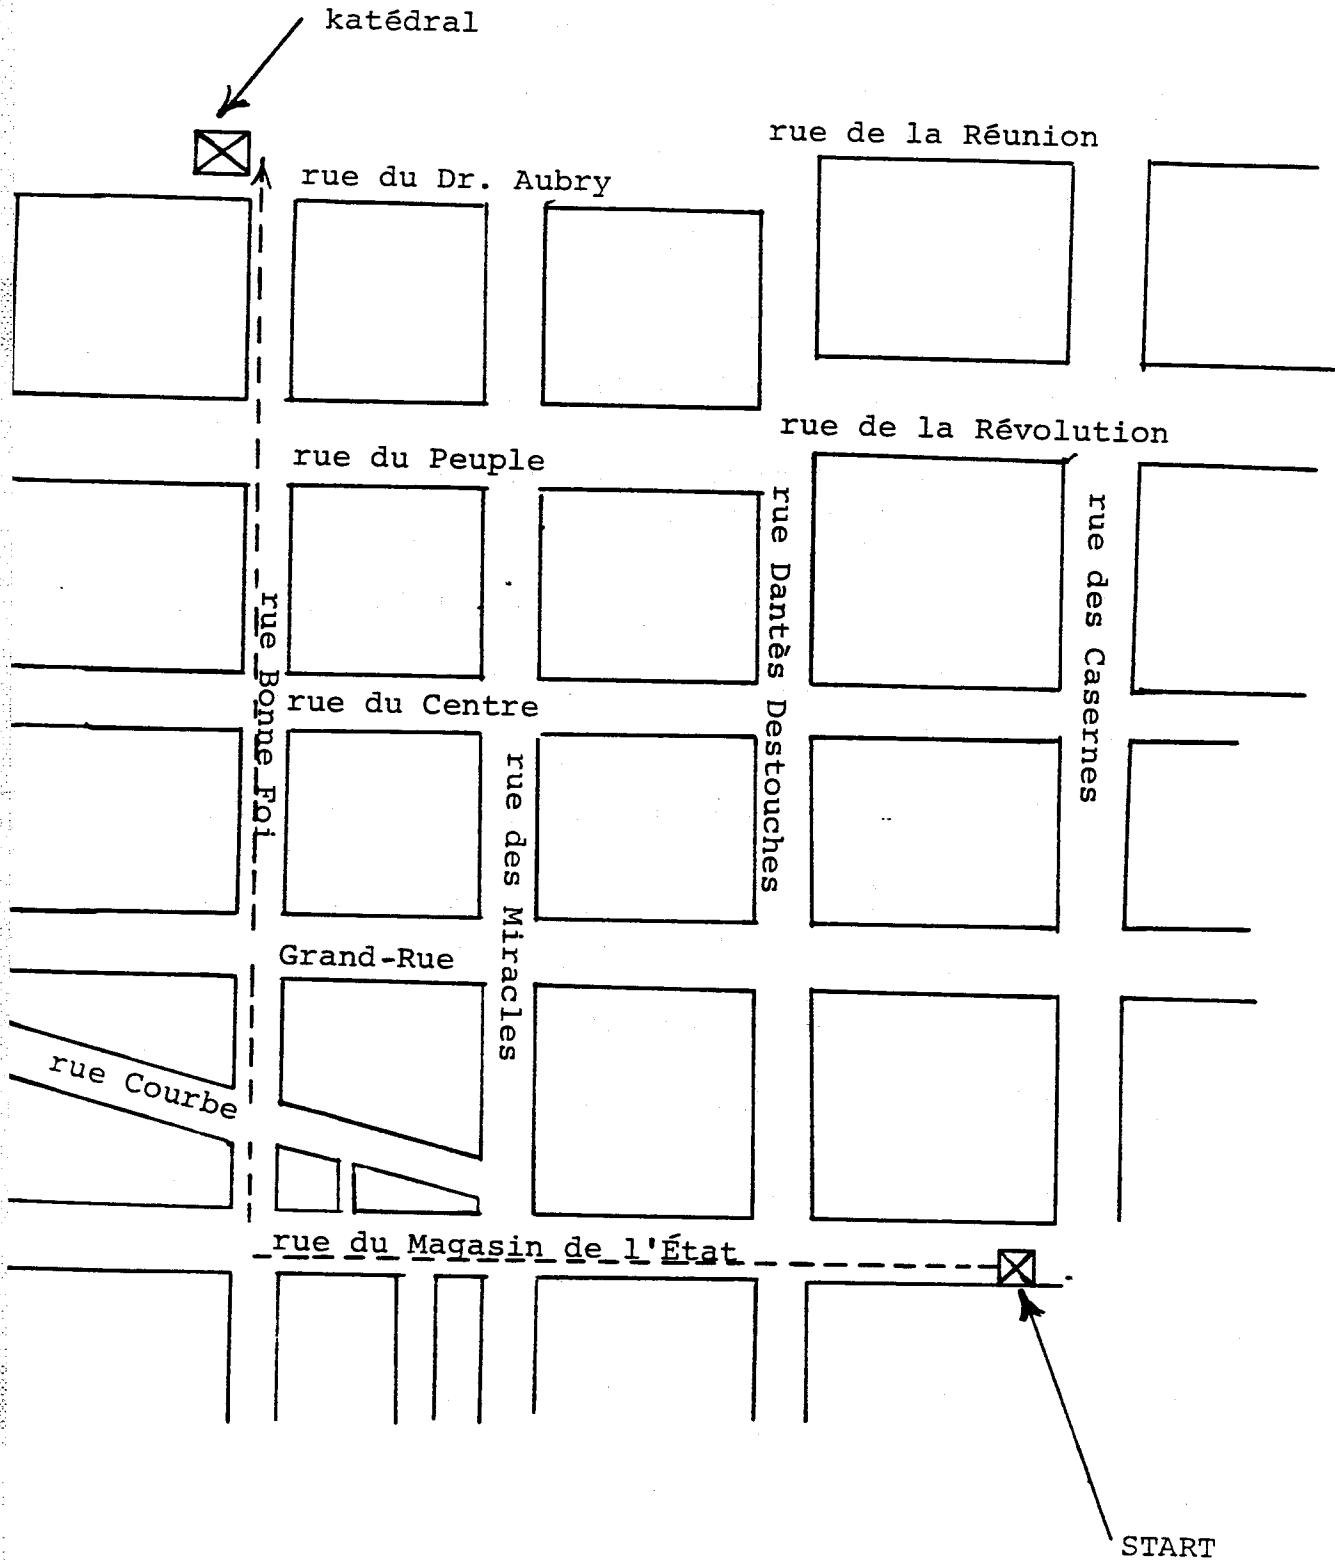 katédral
rue de la Réunion
rue du Dr. Aubry
rue de la Révolution
rue du Peuple
rue Dantès Destouches
rue des Casernes
rue Bonne Foi
rue du Centre
rue des Miracles
Grand-Rue
rue Courbe
rue du Magasin de l'État
START